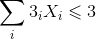 ∑_i 3_i X_i ⩽ 3